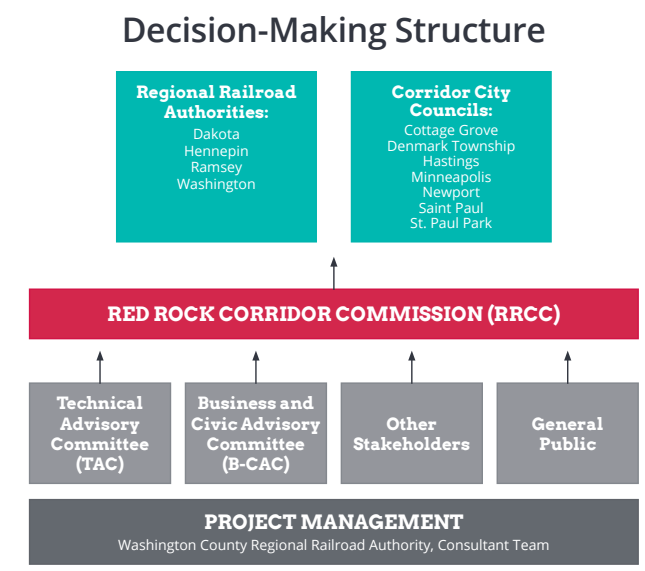 Decision-Making Structure
Regional Railroad
Authorities:
Dakota
Hennepin
Ramsey
Washington
Corridor City
Councils:
Cottage Grove
Denmark Township
Hastings
Minneapolis
Newport
Saint Paul
St. Paul Park
RED ROCK CORRIDOR COMMISSION (RRCC)
Technical
Advisory
Committee
(TAC)
Business and
Civic Advisory
Committee
(B-CAC)
Other
Stakeholders
General
Public
PROJECT MANAGEMENT
Washington County Regional Railroad Authority, Consultant Team